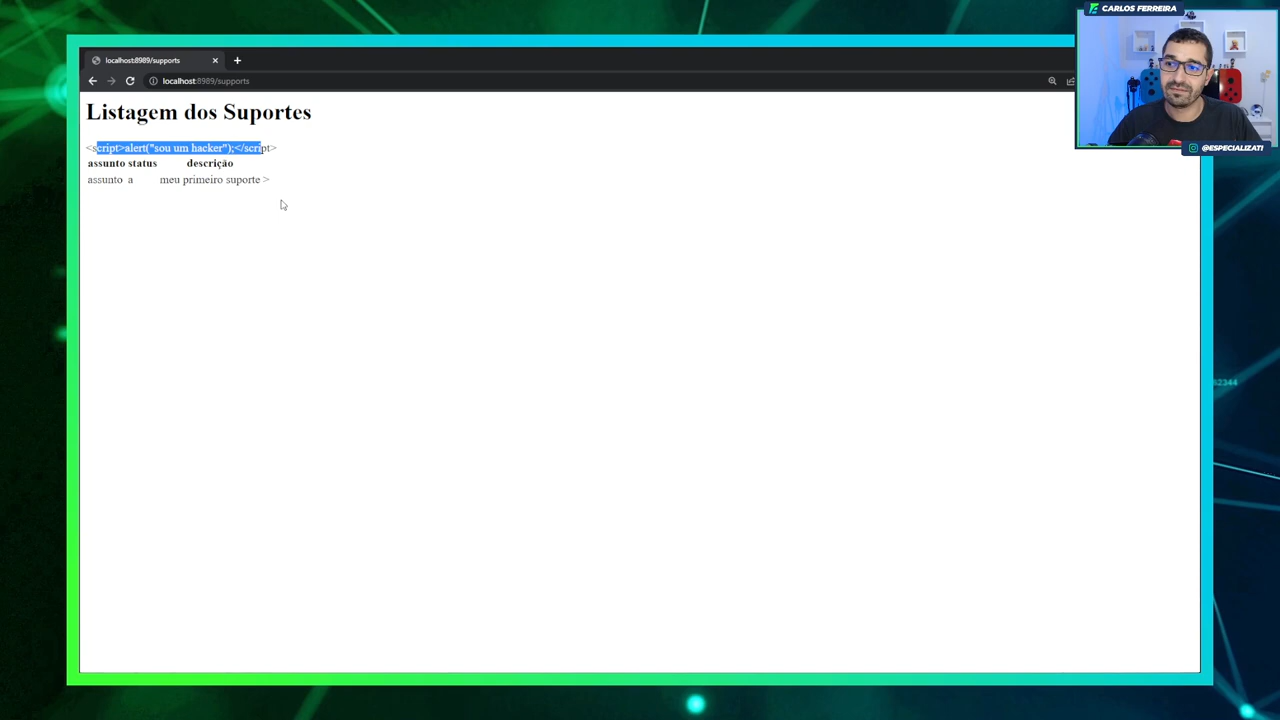 CARLOS FERREIRA
localhost:8989/supports
localhost:8989/supports
Listagem dos Suportes
<script>alert("sou um hacker");</script>
assunto status descrição
assunto a meu primeiro suporte >
@ESPECIALIZATI
62344